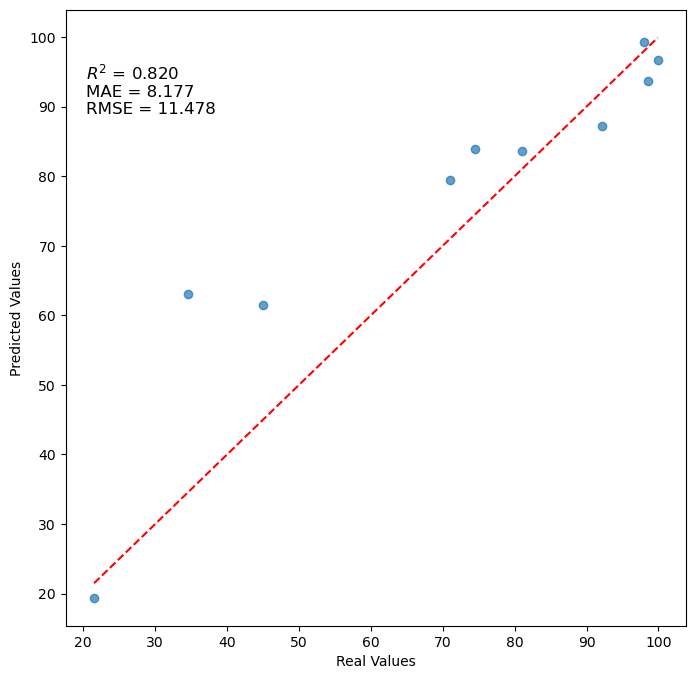 100
90
80
70
60
50
40
30
20
Predicted Values
R² = 0.820
MAE = 8.177
RMSE = 11.478
20 30 40 50 60 70 80 90 100
Real Values